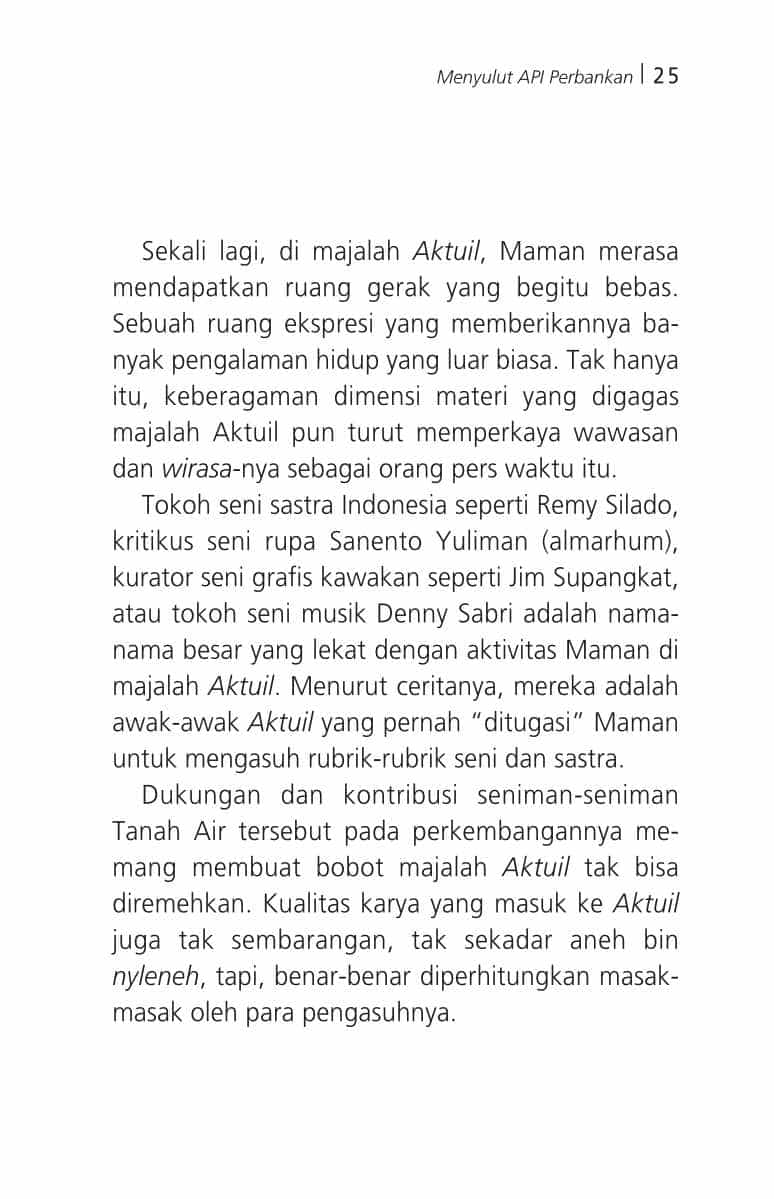 Menyulut API Perbankan | 25
Sekali lagi, di majalah Aktuil, Maman merasa
mendapatkan ruang gerak yang begitu bebas.
Sebuah ruang ekspresi yang memberikannya ba-
nyak pengalaman hidup yang luar biasa. Tak hanya
itu, keberagaman dimensi materi yang digagas
majalah Aktuil pun turut memperkaya wawasan
dan wirasa-nya sebagai orang pers waktu itu.
Tokoh seni sastra Indonesia seperti Remy Silado,
kritikus seni rupa Sanento Yuliman (almarhum),
kurator seni grafis kawakan seperti Jim Supangkat,
atau tokoh seni musik Denny Sabri adalah nama-
nama besar yang lekat dengan aktivitas Maman di
majalah Aktuil. Menurut ceritanya, mereka adalah
awak-awak Aktuil yang pernah “ditugasi” Maman
untuk mengasuh rubrik-rubrik seni dan sastra.
Dukungan dan kontribusi seniman-seniman
Tanah Air tersebut pada perkembangannya me-
mang membuat bobot majalah Aktuil tak bisa
diremehkan. Kualitas karya yang masuk ke Aktuil
juga tak sembarangan, tak sekadar aneh bin
nyleneh, tapi, benar-benar diperhitungkan masak-
masak oleh para pengasuhnya.